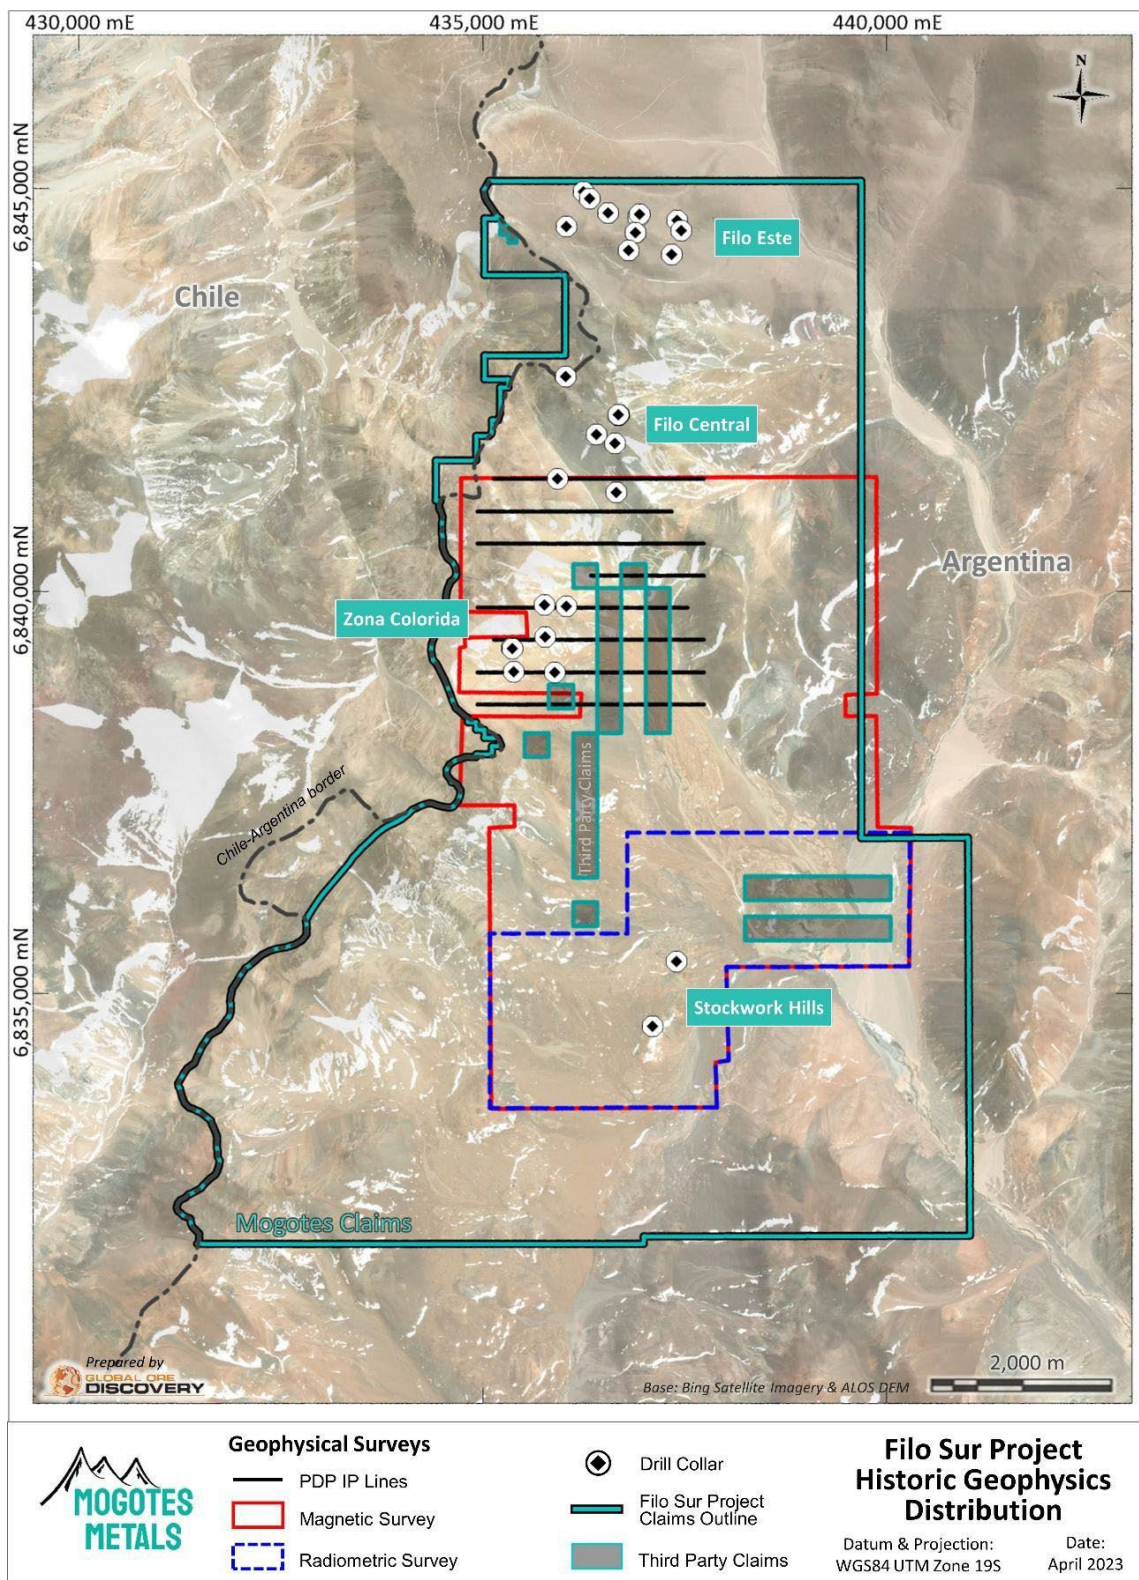 430,000 mE
435,000 mE
440,000 mE
N
6,845,000 mN
Filo Este
Chile
Filo Central
Argentina
6,840,000 mN
Zona Colorida
Third Party Claims
Chile-Argentina border
6,835,000 mN
Stockwork Hills
Mogotes Claims
Prepared by
GLOBAL ORE
DISCOVERY
2,000 m
Base: Bing Satellite Imagery & ALOS DEM
MOGOTES
METALS
Geophysical Surveys
PDP IP Lines
Magnetic Survey
Radiometric Survey
Drill Collar
Filo Sur Project
Claims Outline
Third Party Claims
Filo Sur Project
Historic Geophysics
Distribution
Datum & Projection:
WGS84 UTM Zone 19S
Date:
April 2023